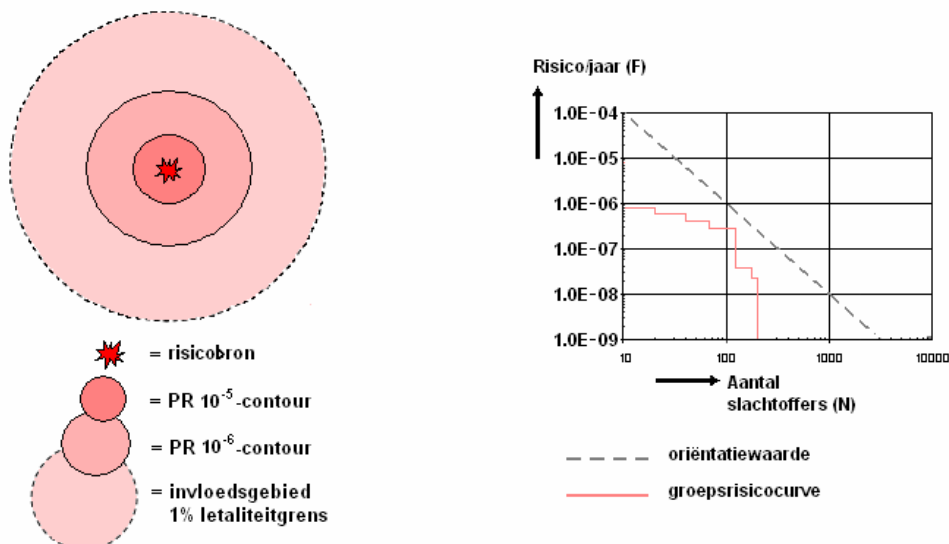 = risicobron
= PR 10⁻⁵-contour
= PR 10⁻⁶-contour
= invloedsgebied
1% letaliteitgrens
Risico/jaar (F)
1.0E-04
1.0E-05
1.0E-06
1.0E-07
1.0E-08
1.0E-09
10 100 1000 10000
Aantal
slachtoffers (N)
oriëntatiewaarde
groepsrisicocurve